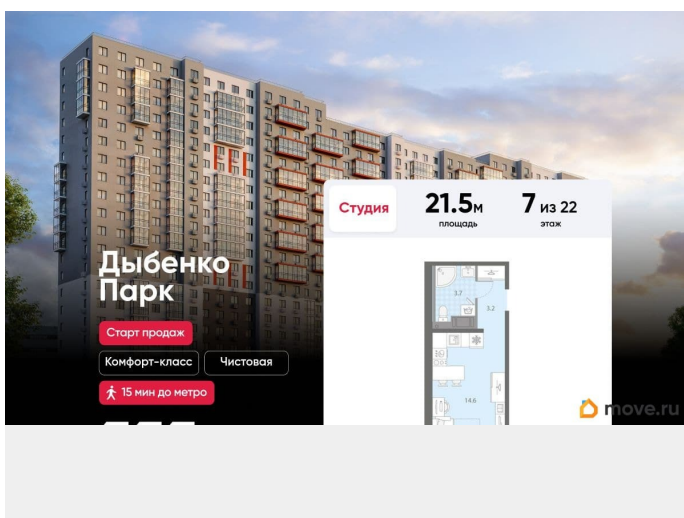 Студия
21.5м
площадь
7 из 22
этаж
Дыбенко
Парк
Старт продаж
Комфорт-класс
Чистовая
15 мин до метро
3.7
3.2
14.6
move.ru